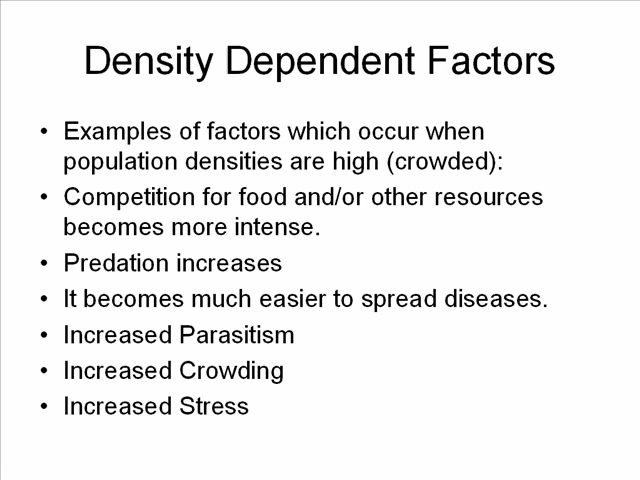 Density Dependent Factors
• Examples of factors which occur when
population densities are high (crowded):
• Competition for food and/or other resources
becomes more intense.
• Predation increases
• It becomes much easier to spread diseases.
• Increased Parasitism
• Increased Crowding
• Increased Stress